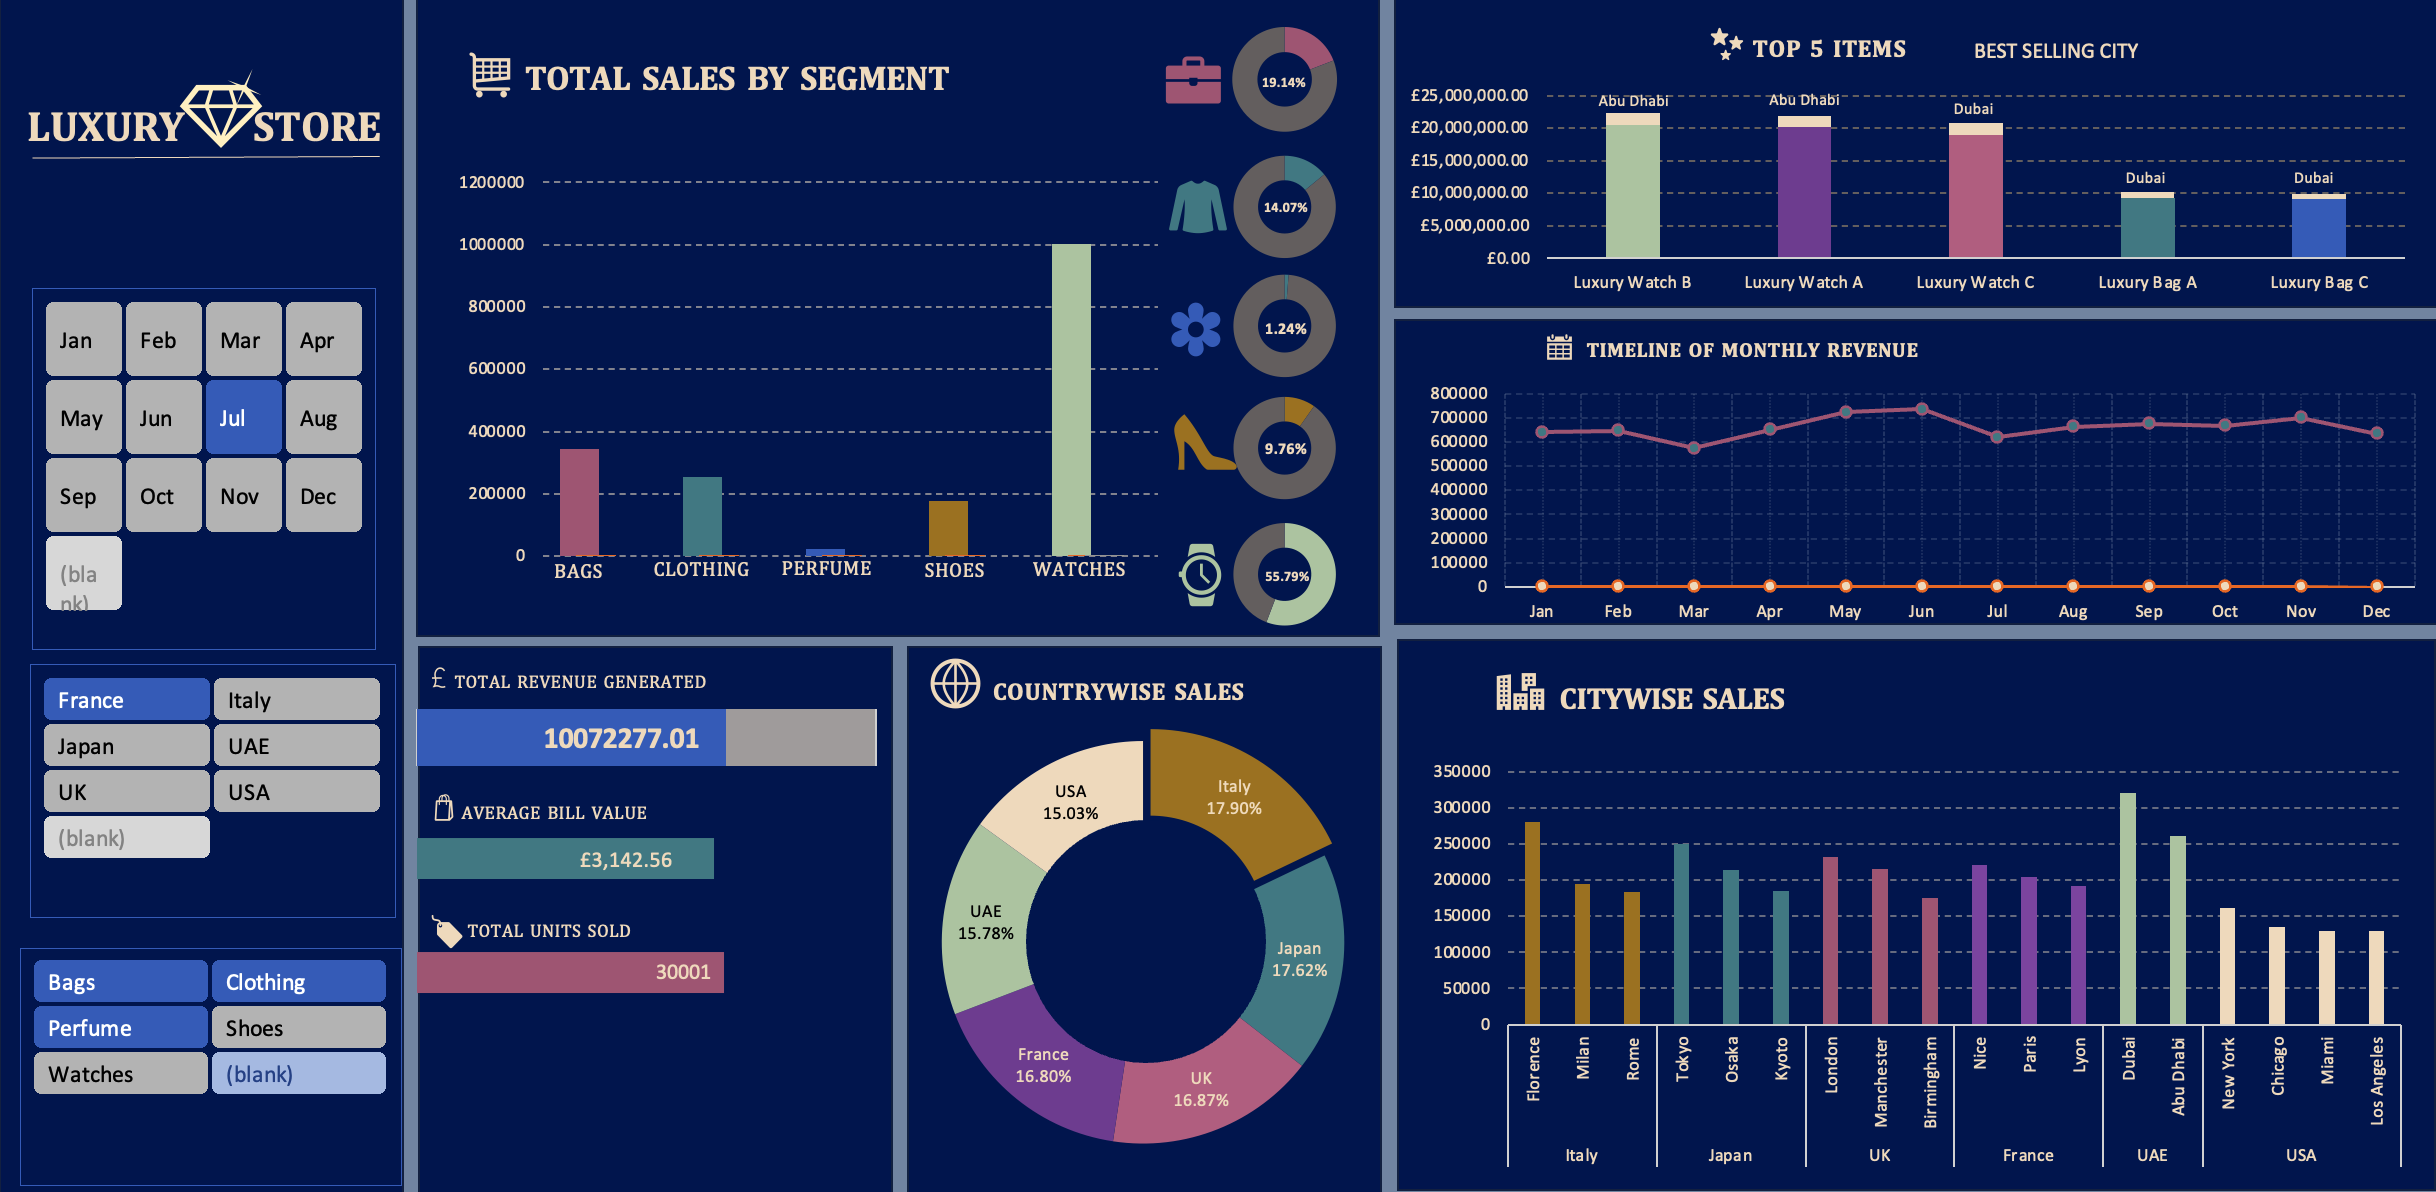 LUXURY STORE
Jan Feb Mar Apr
May Jun Jul Aug
Sep Oct Nov Dec
(bla
nk)
France Italy
Japan UAE
UK USA
(blank)
Bags Clothing
Perfume Shoes
Watches (blank)
TOTAL SALES BY SEGMENT
1200000
1000000
800000
600000
400000
200000
0
BAGS CLOTHING PERFUME SHOES WATCHES
19.14%
14.07%
1.24%
9.76%
55.79%
£ TOTAL REVENUE GENERATED
10072277.01
AVERAGE BILL VALUE
£3,142.56
TOTAL UNITS SOLD
30001
COUNTRYWISE SALES
Italy
17.90%
Japan
17.62%
UK
16.87%
France
16.80%
UAE
15.78%
USA
15.03%
TOP 5 ITEMS BEST SELLING CITY
£25,000,000.00
£20,000,000.00
£15,000,000.00
£10,000,000.00
£5,000,000.00
£0.00
Abu Dhabi Abu Dhabi Dubai Dubai Dubai
Luxury Watch B Luxury Watch A Luxury Watch C Luxury Bag A Luxury Bag C
TIMELINE OF MONTHLY REVENUE
800000
700000
600000
500000
400000
300000
200000
100000
0
Jan Feb Mar Apr May Jun Jul Aug Sep Oct Nov Dec
CITYWISE SALES
350000
300000
250000
200000
150000
100000
50000
0
Florence Milan Rome Tokyo Osaka Kyoto London Manchester Birmingham Nice Paris Lyon Dubai Abu Dhabi New York Chicago Miami Los Angeles
Italy Japan UK France UAE USA